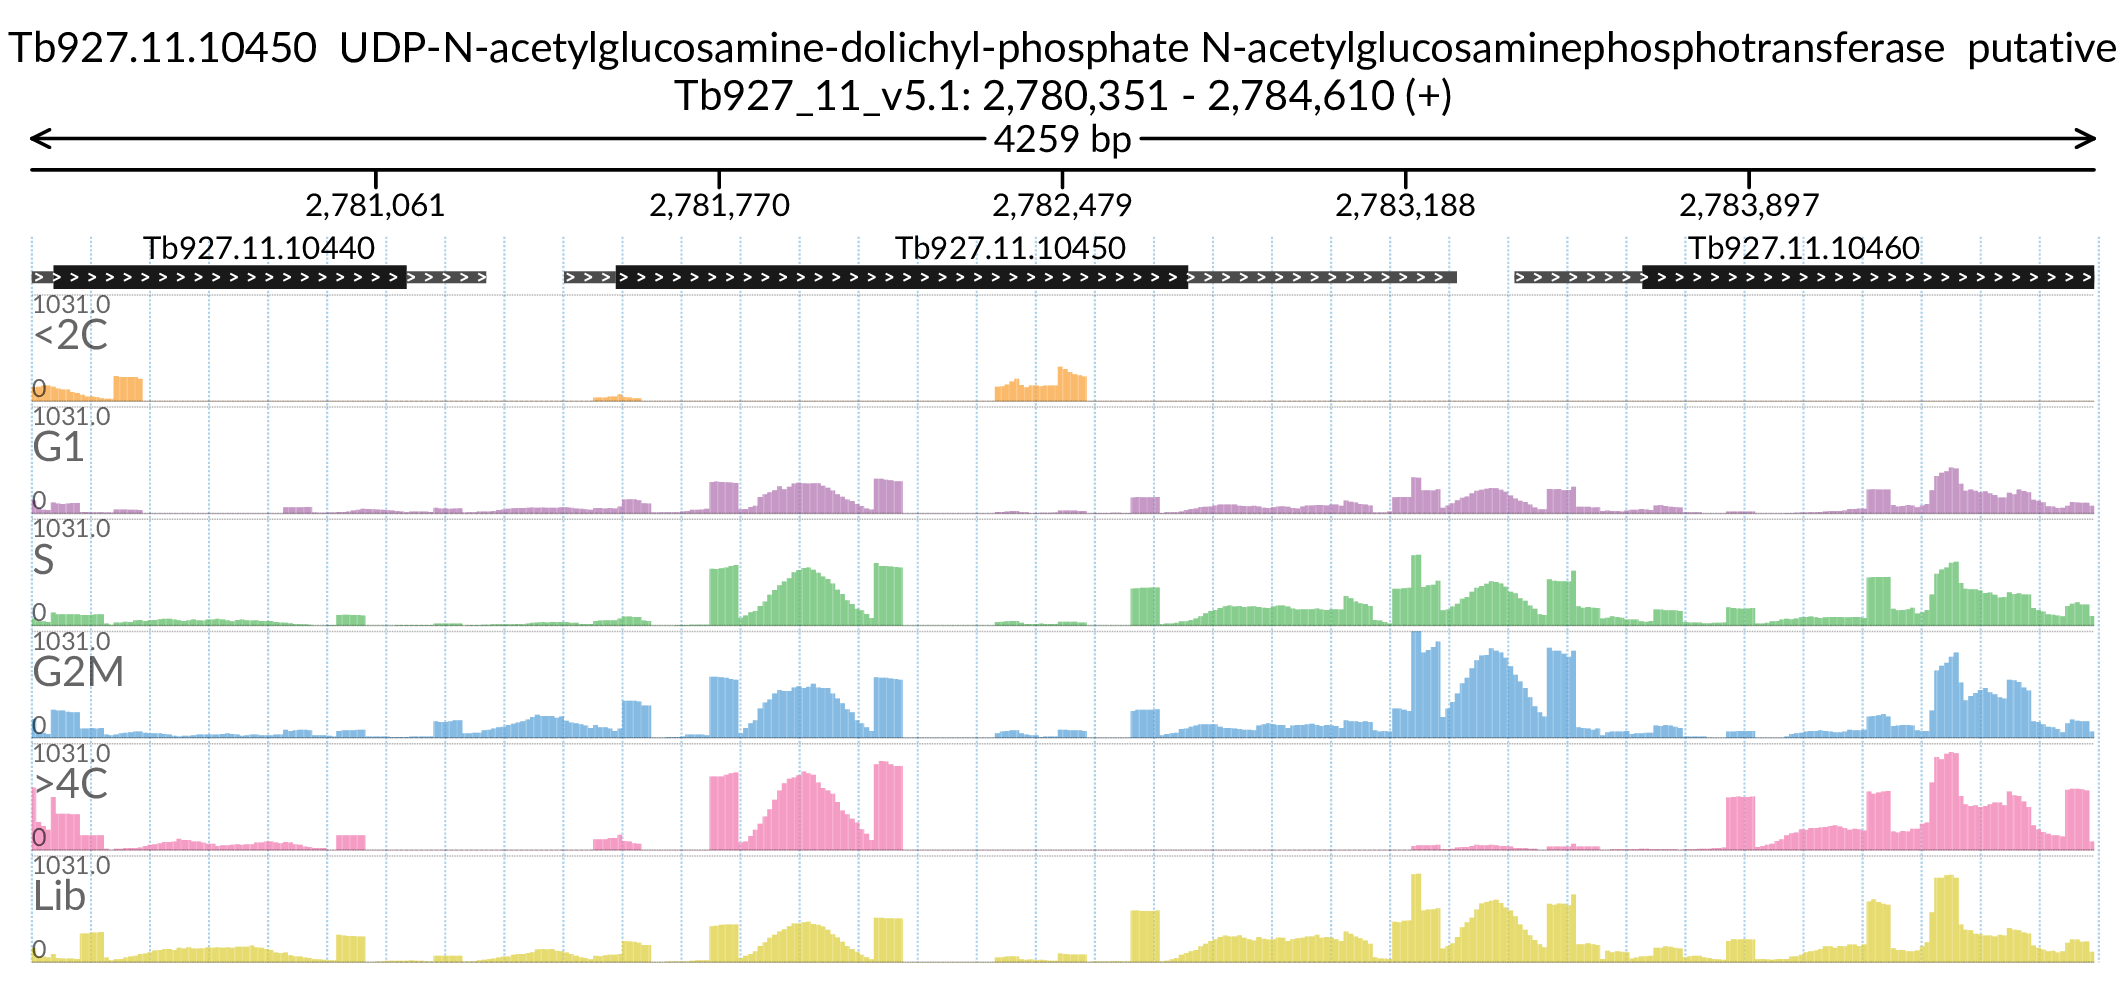 Tb927.11.10450  UDP-N-acetylglucosamine-dolichyl-phosphate N-acetylglucosaminephosphotransferase  putative
Tb927_11_v5.1: 2,780,351 - 2,784,610 (+)
4259 bp
2,781,061 2,781,770 2,782,479 2,783,188 2,783,897
Tb927.11.10440 Tb927.11.10450 Tb927.11.10460
1031.0
<2C
0
1031.0
G1
0
1031.0
S
0
1031.0
G2M
0
1031.0
>4C
0
1031.0
Lib
0